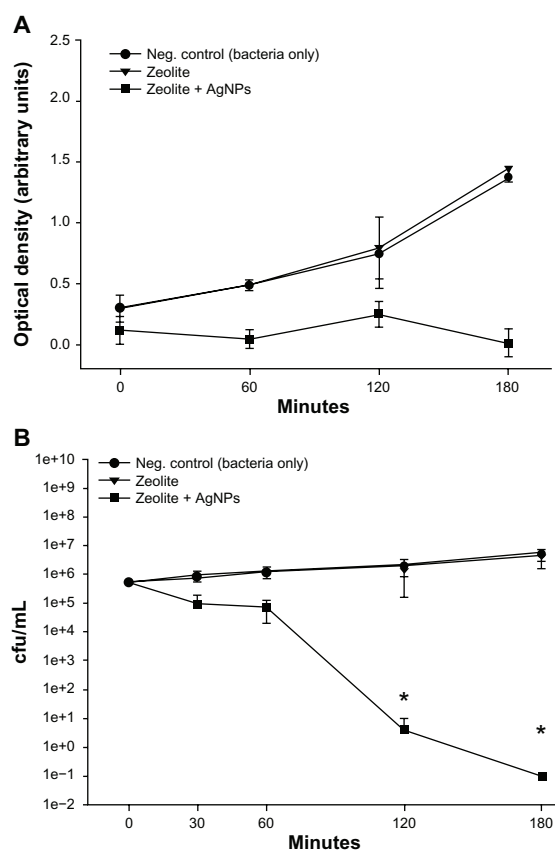 A
2.5
2.0
1.5
1.0
0.5
0.0
Optical density (arbitrary units)
Neg. control (bacteria only)
Zeolite
Zeolite + AgNPs
0 60 120 180
Minutes
B
1e+10
1e+9
1e+8
1e+7
1e+6
1e+5
1e+4
1e+3
1e+2
1e+1
1e+0
1e−1
1e−2
cfu/mL
Neg. control (bacteria only)
Zeolite
Zeolite + AgNPs
*
*
0 30 60 120 180
Minutes